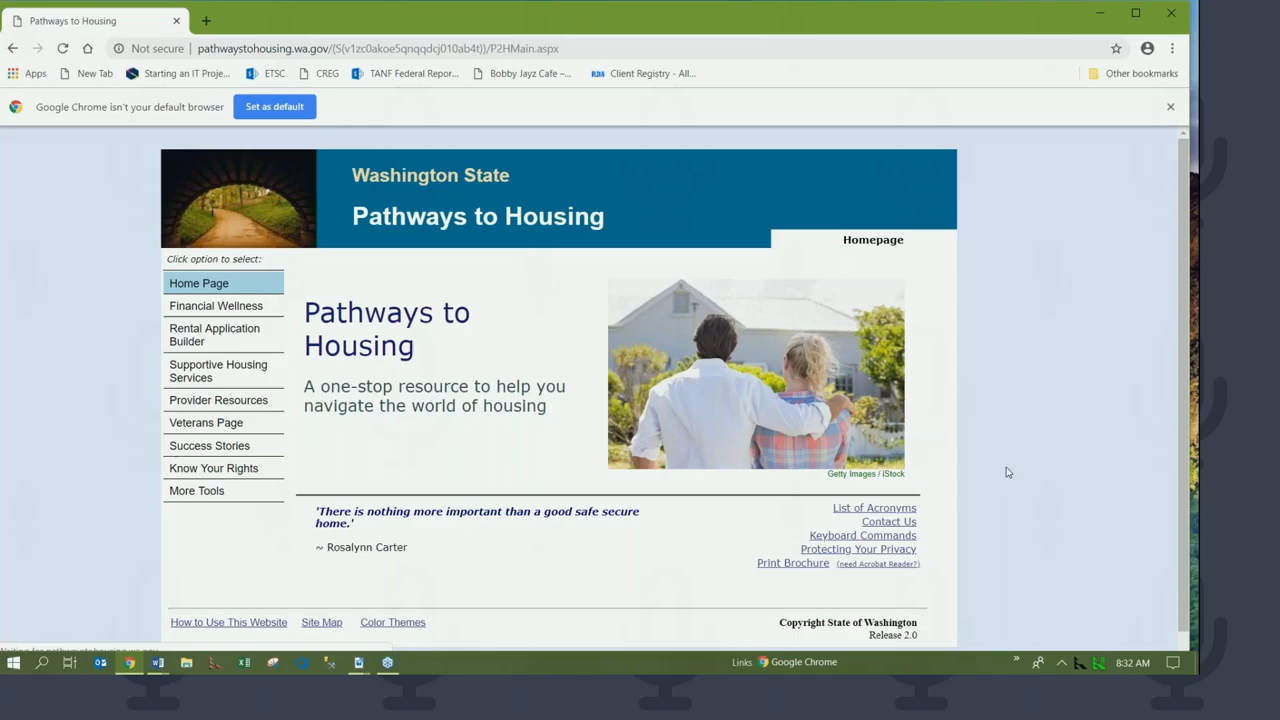 Pathways to Housing
Not secure | pathwaystohousing.wa.gov/(S(v1zc0akoe5qnqqdcj010ab4t))/P2HMain.aspx
Apps New Tab Starting an IT Proje... ETSC CREG TANF Federal Repor... Bobby Jayz Cafe –... RDA Client Registry - All... Other bookmarks
Google Chrome isn't your default browser Set as default
Washington State
Pathways to Housing
Homepage
Click option to select:
Home Page
Financial Wellness
Rental Application
Builder
Supportive Housing
Services
Provider Resources
Veterans Page
Success Stories
Know Your Rights
More Tools
Pathways to
Housing
A one-stop resource to help you
navigate the world of housing
Getty Images / iStock
'There is nothing more important than a good safe secure
home.'
~ Rosalynn Carter
List of Acronyms
Contact Us
Keyboard Commands
Protecting Your Privacy
Print Brochure (need Acrobat Reader?)
How to Use This Website Site Map Color Themes
Copyright State of Washington
Release 2.0
Links Google Chrome 8:32 AM